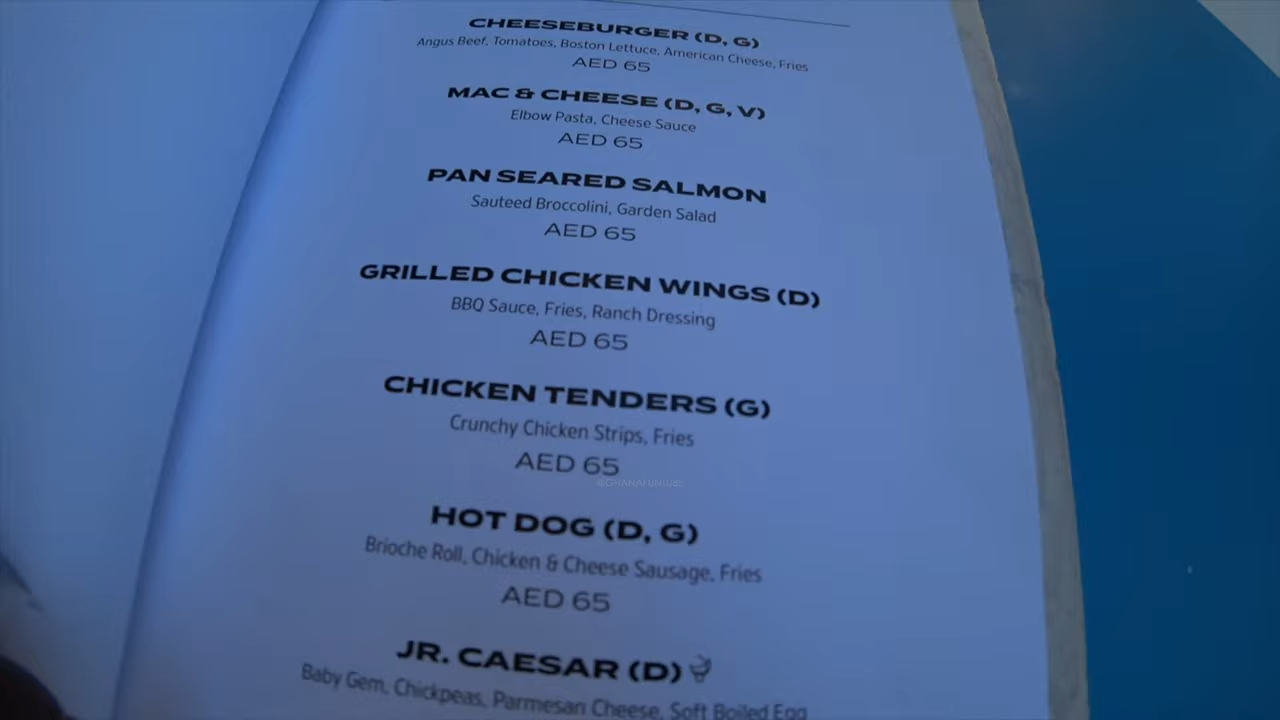 CHEESEBURGER (D, G)
Angus Beef, Tomatoes, Boston Lettuce, American Cheese, Fries
AED 65
MAC & CHEESE (D, G, V)
Elbow Pasta, Cheese Sauce
AED 65
PAN SEARED SALMON
Sauteed Broccolini, Garden Salad
AED 65
GRILLED CHICKEN WINGS (D)
BBQ Sauce, Fries, Ranch Dressing
AED 65
CHICKEN TENDERS (G)
Crunchy Chicken Strips, Fries
AED 65
HOT DOG (D, G)
Brioche Roll, Chicken & Cheese Sausage, Fries
AED 65
JR. CAESAR (D)
Baby Gem, Chickpeas, Parmesan Cheese, Soft Boiled Egg